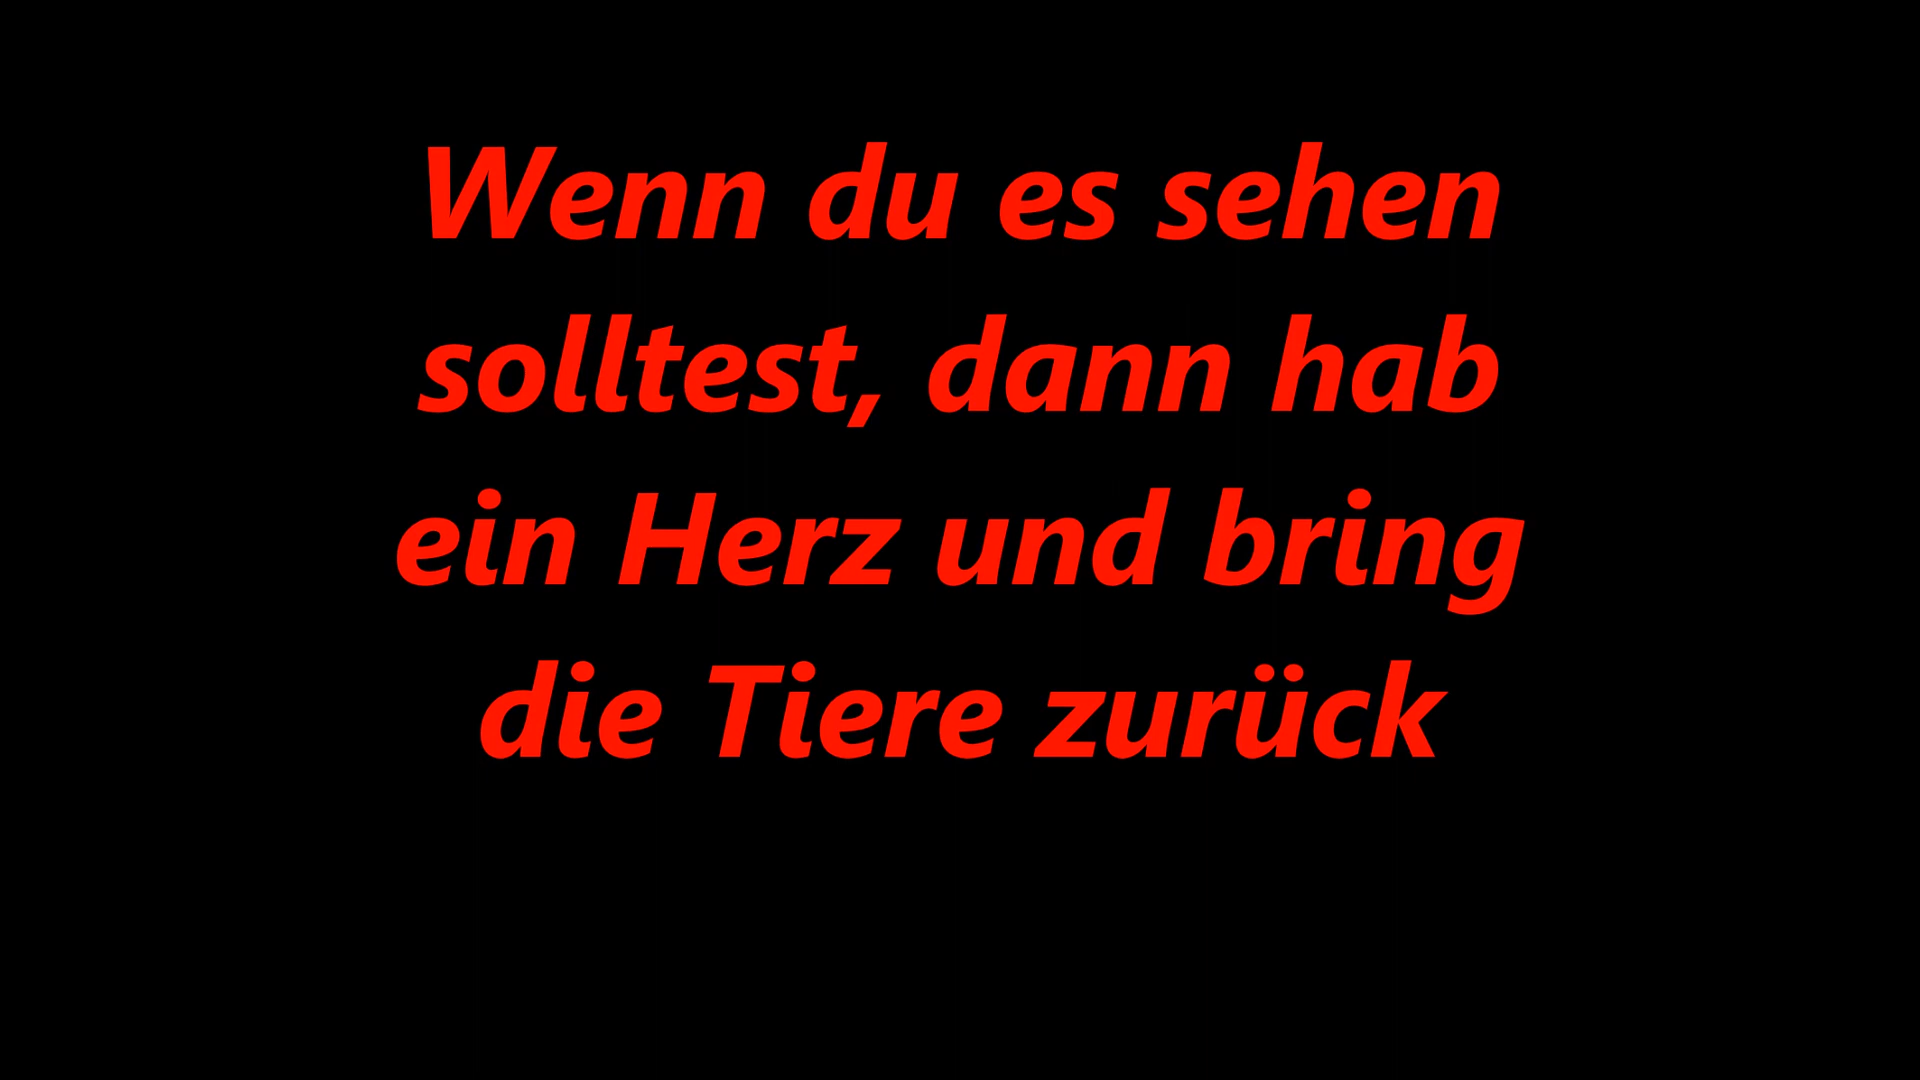 Wenn du es sehen
solltest, dann hab
ein Herz und bring
die Tiere zurück